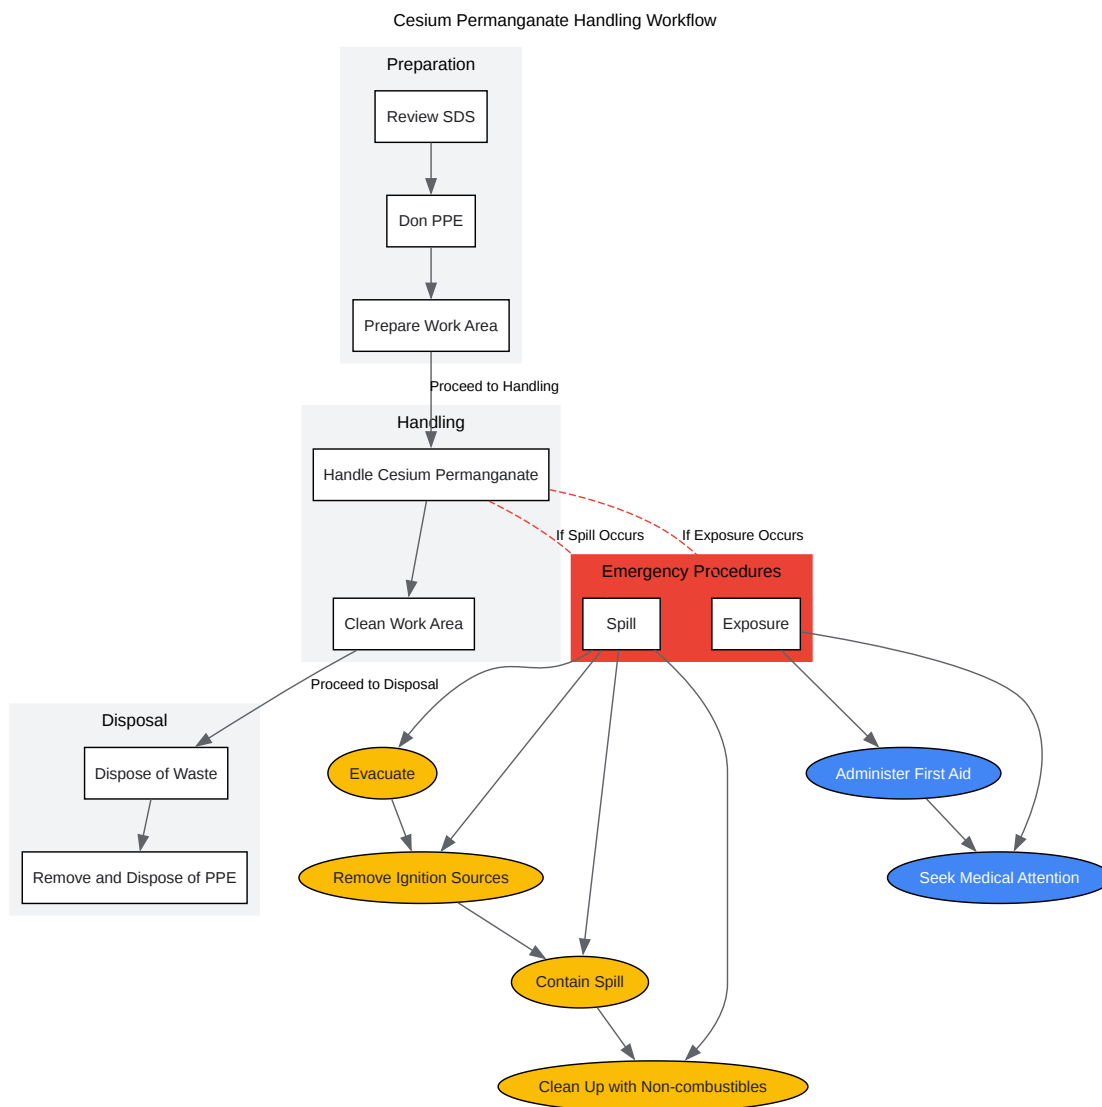 Cesium Permanganate Handling Workflow
Preparation
Review SDS
Don PPE
Prepare Work Area
Proceed to Handling
Handling
Handle Cesium Permanganate
If Spill Occurs
If Exposure Occurs
Emergency Procedures
Spill
Exposure
Clean Work Area
Proceed to Disposal
Disposal
Dispose of Waste
Evacuate
Administer First Aid
Remove and Dispose of PPE
Remove Ignition Sources
Seek Medical Attention
Contain Spill
Clean Up with Non-combustibles